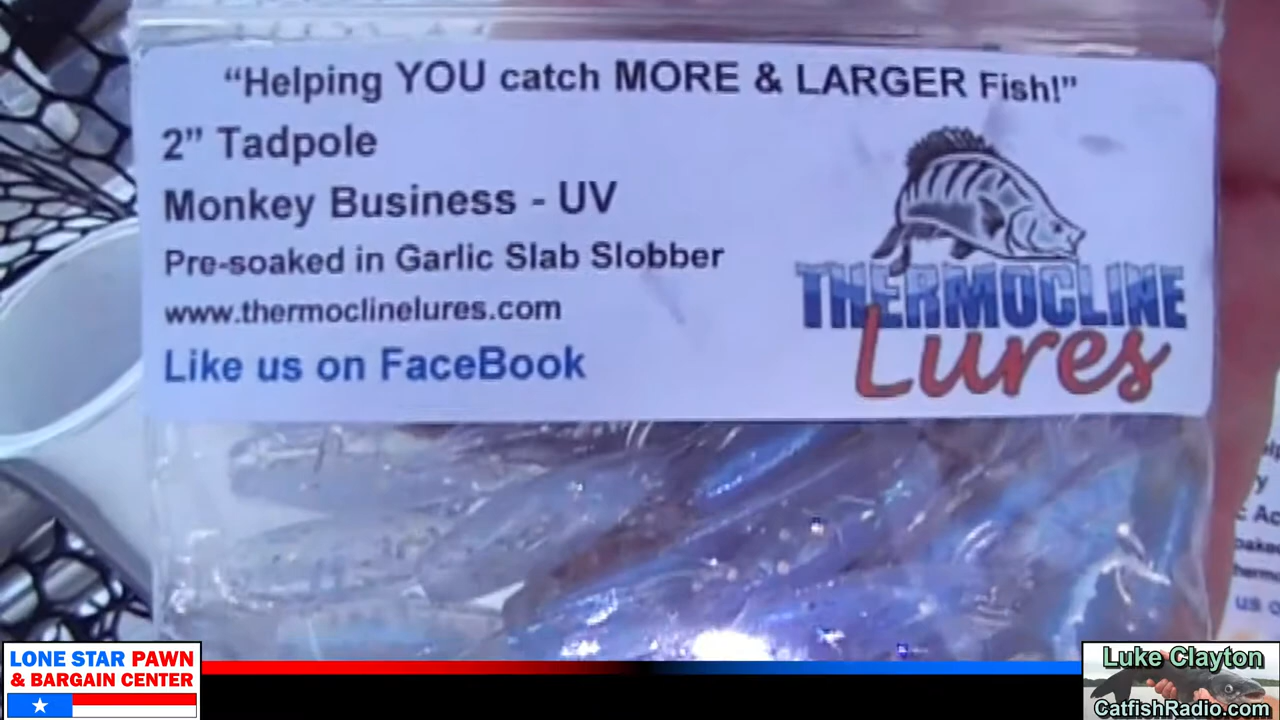 “Helping YOU catch MORE & LARGER Fish!”
2” Tadpole
Monkey Business - UV
Pre-soaked in Garlic Slab Slobber
www.thermoclinelures.com
Like us on FaceBook
THERMOCLINE
Lures
us
LONE STAR PAWN
& BARGAIN CENTER
Luke Clayton
CatfishRadio.com